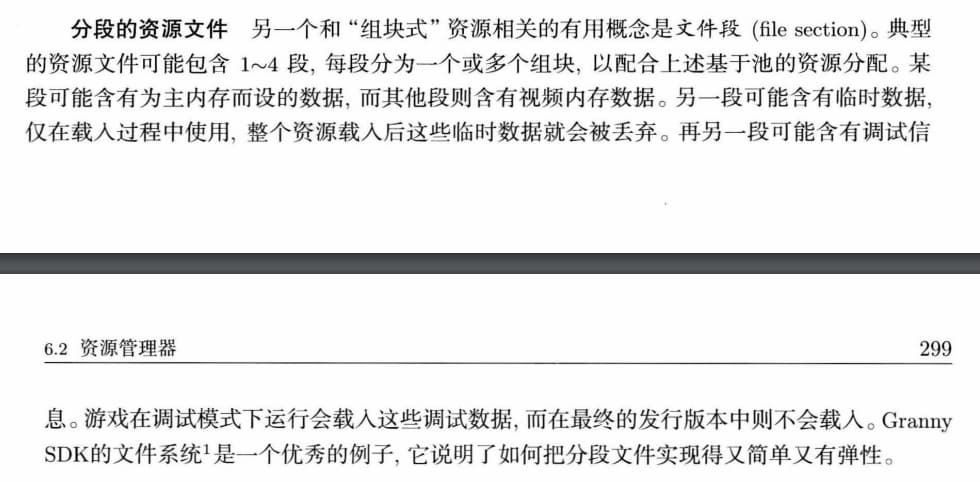 分段的资源文件 另一个和“组块式”资源相关的有用概念是文件段 (file section)。典型
的资源文件可能包含 1~4 段, 每段分为一个或多个组块, 以配合上述基于池的资源分配。某
段可能含有为主内存而设的数据, 而其他段则含有视频内存数据。另一段可能含有临时数据,
仅在载入过程中使用, 整个资源载入后这些临时数据就会被丢弃。再另一段可能含有调试信
6.2 资源管理器 299
息。游戏在调试模式下运行会载入这些调试数据, 而在最终的发行版本中则不会载入。Granny
SDK的文件系统¹是一个优秀的例子, 它说明了如何把分段文件实现得又简单又有弹性。